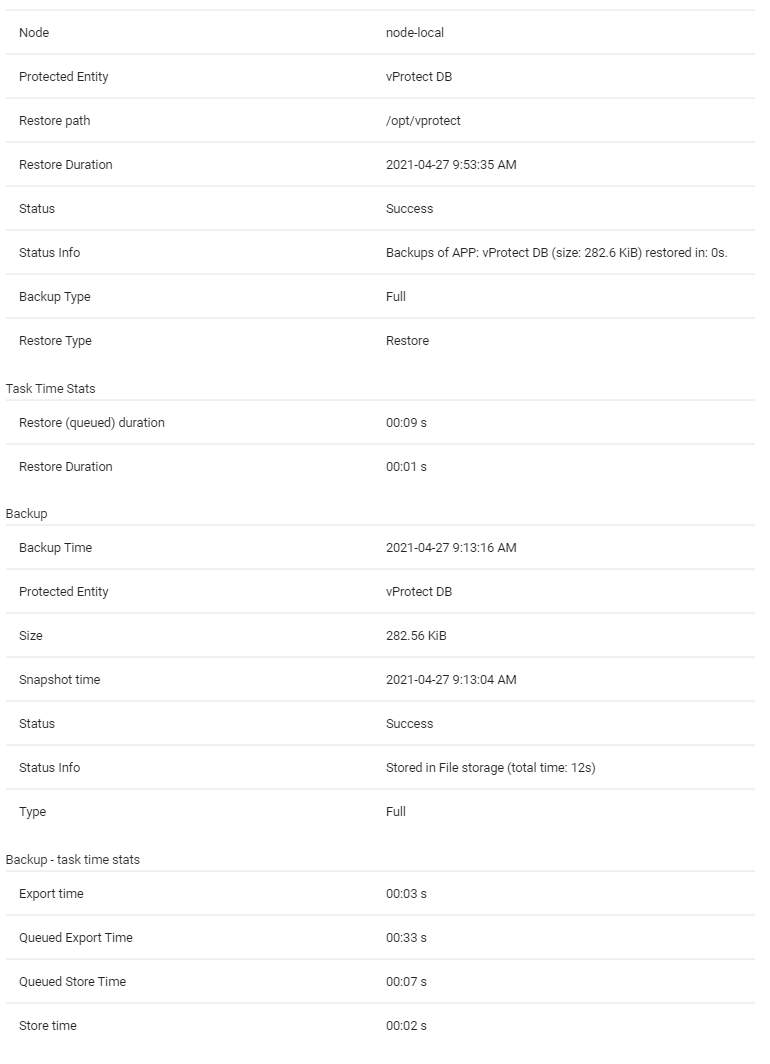 Node node-local
Protected Entity vProtect DB
Restore path /opt/vprotect
Restore Duration 2021-04-27 9:53:35 AM
Status Success
Status Info Backups of APP: vProtect DB (size: 282.6 KiB) restored in: 0s.
Backup Type Full
Restore Type Restore
Task Time Stats
Restore (queued) duration 00:09 s
Restore Duration 00:01 s
Backup
Backup Time 2021-04-27 9:13:16 AM
Protected Entity vProtect DB
Size 282.56 KiB
Snapshot time 2021-04-27 9:13:04 AM
Status Success
Status Info Stored in File storage (total time: 12s)
Type Full
Backup - task time stats
Export time 00:03 s
Queued Export Time 00:33 s
Queued Store Time 00:07 s
Store time 00:02 s